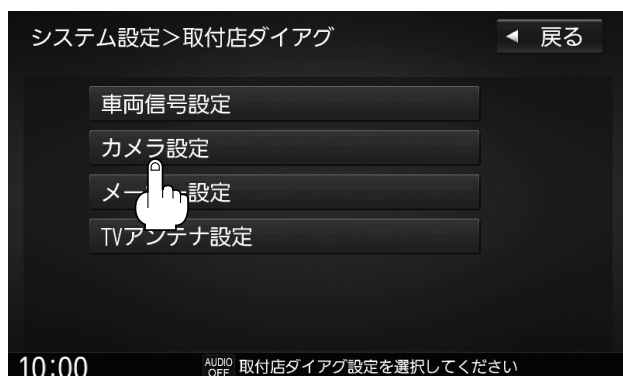 システム設定＞取付店ダイアグ
◀ 戻る
車両信号設定
カメラ設定
設定
TVアンテナ設定
10:00
AUDIO OFF 取付店ダイアグ設定を選択してください